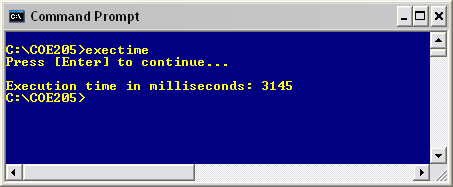 Command Prompt
C:\COE205>exectime
Press [Enter] to continue...
Execution time in milliseconds: 3145
C:\COE205>